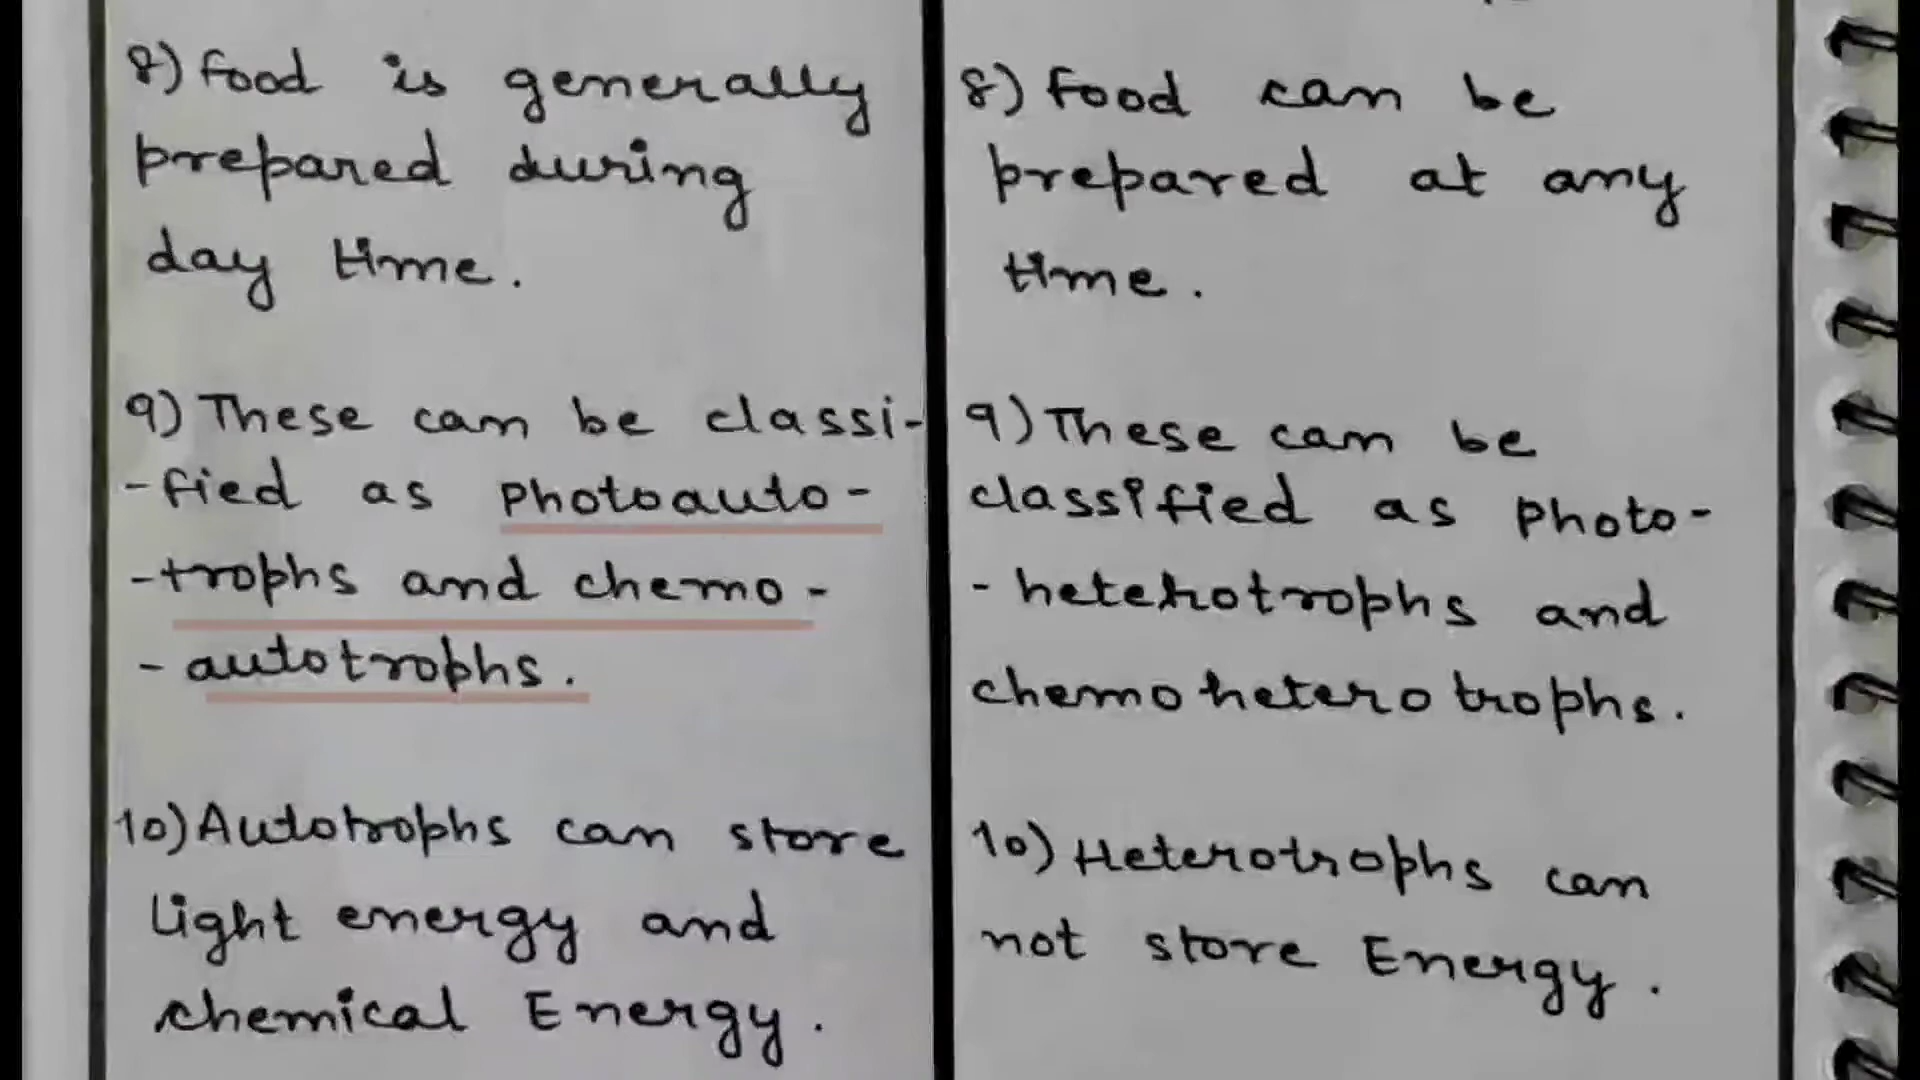 8) food is generally
prepared during
day time.
9) These can be classi-
-fied as photoauto-
-trophs and chemo-
-autotrophs.
10) Autotrophs can store
light energy and
chemical Energy.
8) food can be
prepared at any
time.
9) These can be
classified as photo-
-heterotrophs and
chemoheterotrophs.
10) Heterotrophs can
not store Energy.